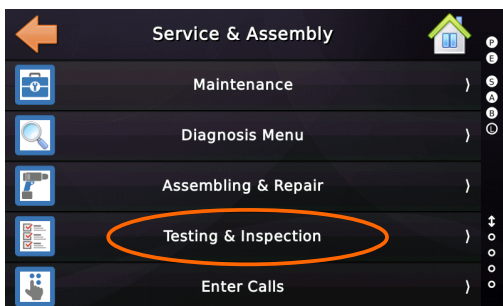 Service & Assembly
Maintenance
Diagnosis Menu
Assembling & Repair
Testing & Inspection
Enter Calls
P
E
S
A
B
L